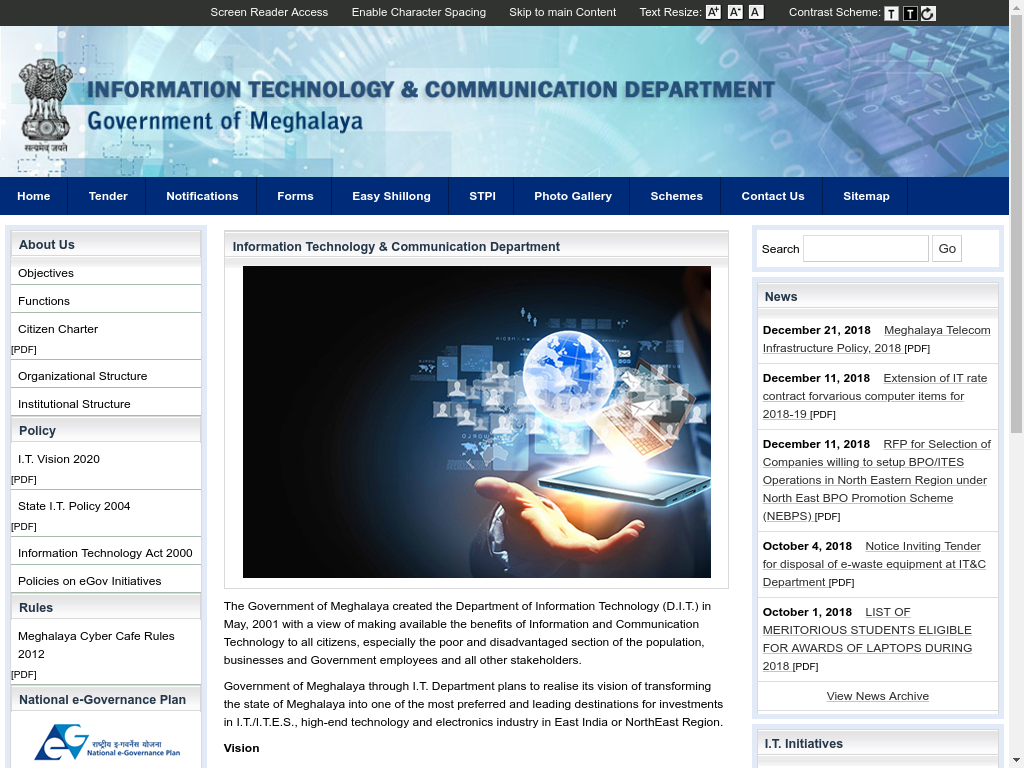 Screen Reader Access Enable Character Spacing Skip to main Content Text Resize: A+ A- A Contrast Scheme: T T
INFORMATION TECHNOLOGY & COMMUNICATION DEPARTMENT
Government of Meghalaya
सत्यमेव जयते
Home Tender Notifications Forms Easy Shillong STPI Photo Gallery Schemes Contact Us Sitemap
About Us
Objectives
Functions
Citizen Charter
[PDF]
Organizational Structure
Institutional Structure
Policy
I.T. Vision 2020
[PDF]
State I.T. Policy 2004
[PDF]
Information Technology Act 2000
Policies on eGov Initiatives
Rules
Meghalaya Cyber Cafe Rules
2012
[PDF]
National e-Governance Plan
राष्ट्रीय इ-गवर्नेंस योजना
National e-Governance Plan
Information Technology & Communication Department
The Government of Meghalaya created the Department of Information Technology (D.I.T.) in
May, 2001 with a view of making available the benefits of Information and Communication
Technology to all citizens, especially the poor and disadvantaged section of the population,
businesses and Government employees and all other stakeholders.
Government of Meghalaya through I.T. Department plans to realise its vision of transforming
the state of Meghalaya into one of the most preferred and leading destinations for investments
in I.T./I.T.E.S., high-end technology and electronics industry in East India or NorthEast Region.
Vision
Search Go
News
December 21, 2018 Meghalaya Telecom
Infrastructure Policy, 2018 [PDF]
December 11, 2018 Extension of IT rate
contract forvarious computer items for
2018-19 [PDF]
December 11, 2018 RFP for Selection of
Companies willing to setup BPO/ITES
Operations in North Eastern Region under
North East BPO Promotion Scheme
(NEBPS) [PDF]
October 4, 2018 Notice Inviting Tender
for disposal of e-waste equipment at IT&C
Department [PDF]
October 1, 2018 LIST OF
MERITORIOUS STUDENTS ELIGIBLE
FOR AWARDS OF LAPTOPS DURING
2018 [PDF]
View News Archive
I.T. Initiatives